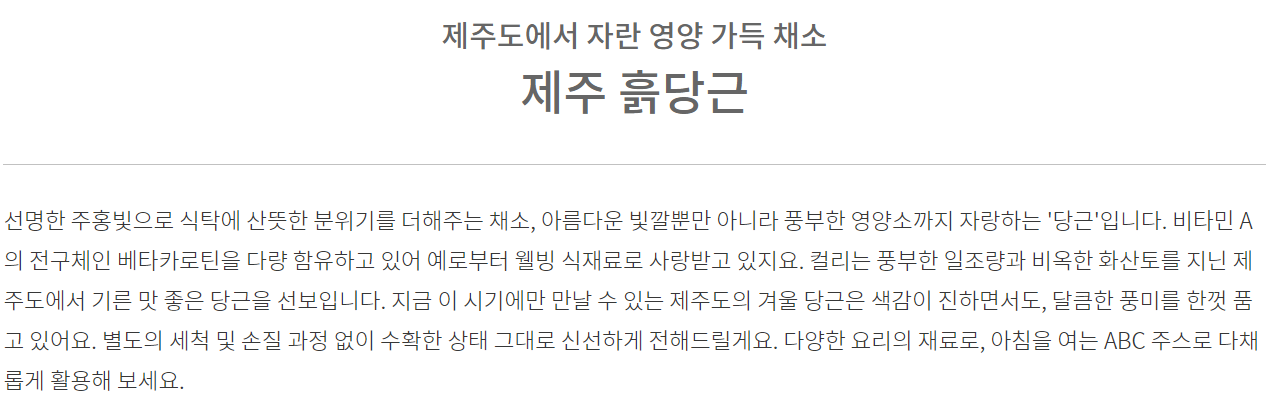 제주도에서 자란 영양 가득 채소
제주 흙당근
선명한 주홍빛으로 식탁에 산뜻한 분위기를 더해주는 채소, 아름다운 빛깔뿐만 아니라 풍부한 영양소까지 자랑하는 '당근'입니다. 비타민 A
의 전구체인 베타카로틴을 다량 함유하고 있어 예로부터 웰빙 식재료로 사랑받고 있지요. 컬리는 풍부한 일조량과 비옥한 화산토를 지닌 제
주도에서 기른 맛 좋은 당근을 선보입니다. 지금 이 시기에만 만날 수 있는 제주도의 겨울 당근은 색감이 진하면서도, 달큼한 풍미를 한껏 품
고 있어요. 별도의 세척 및 손질 과정 없이 수확한 상태 그대로 신선하게 전해드릴게요. 다양한 요리의 재료로, 아침을 여는 ABC 주스로 다채
롭게 활용해 보세요.